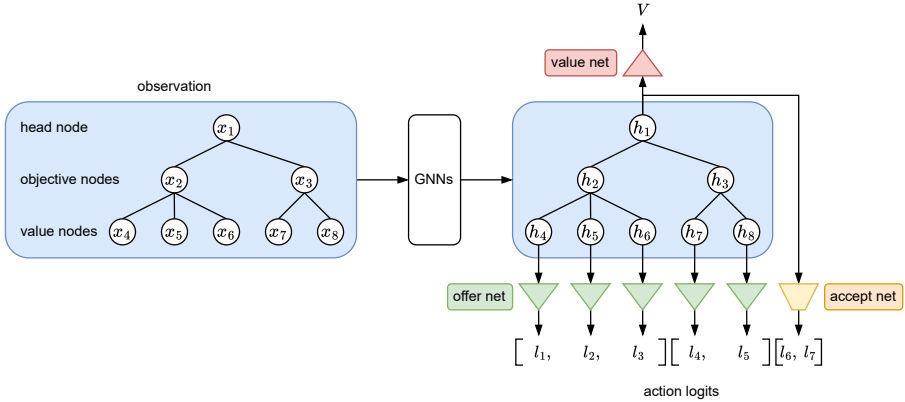 V
value net
observation
head node
x1
h1
objective nodes
x2
x3
GNNs
h2
h3
value nodes
x4
x5
x6
x7
x8
h4
h5
h6
h7
h8
offer net
accept net
[ l1, l2, l3 ] [ l4, l5 ] [ l6, l7 ]
action logits